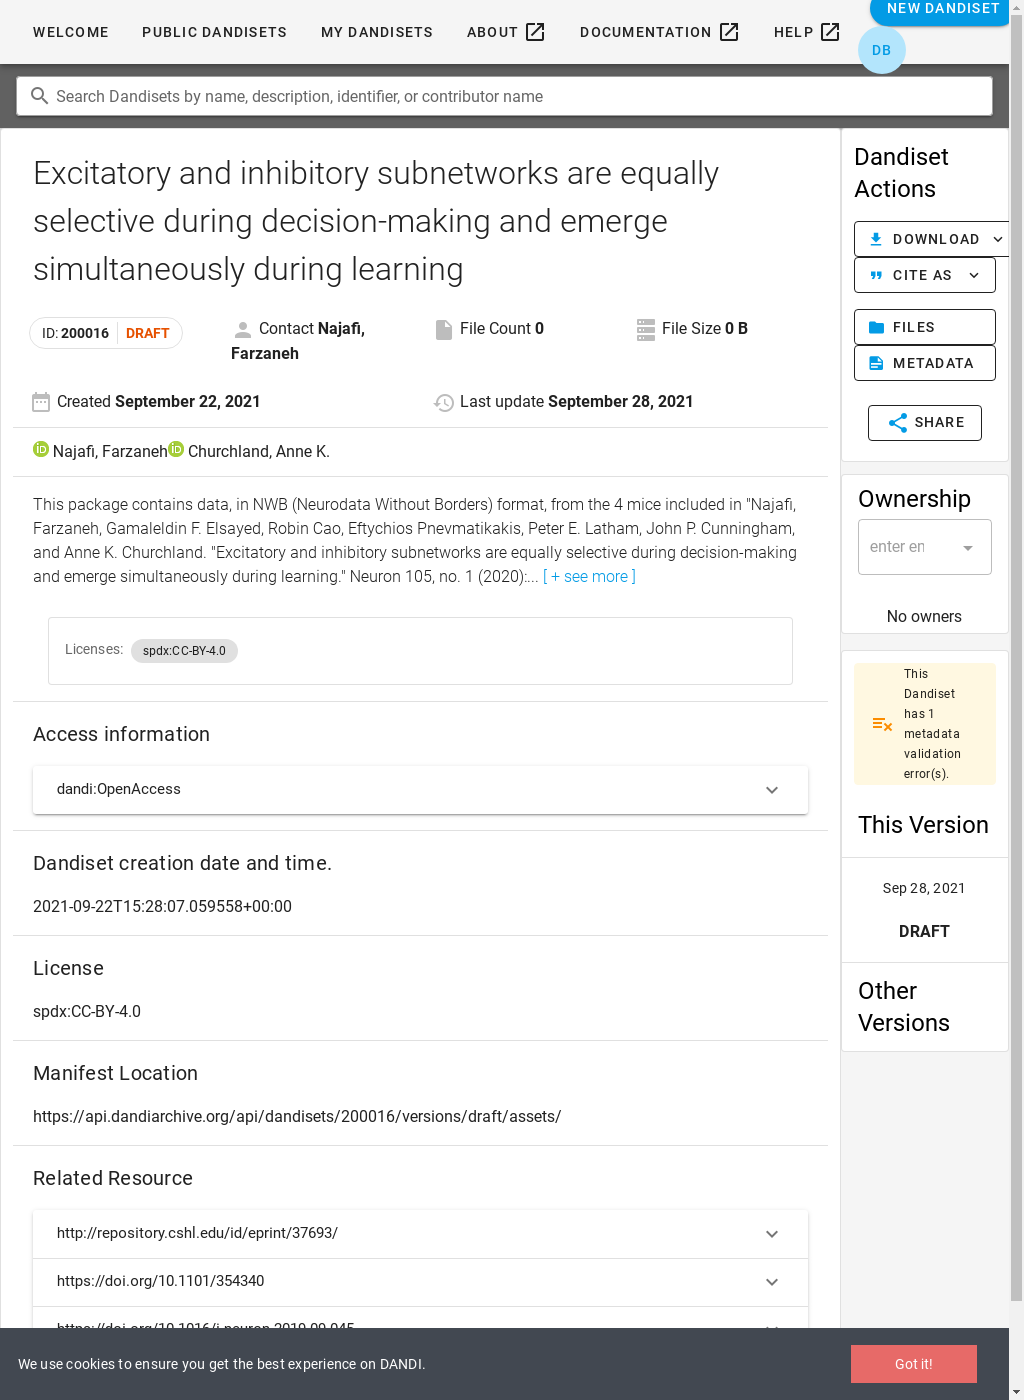 WELCOME PUBLIC DANDISETS MY DANDISETS ABOUT DOCUMENTATION HELP NEW DANDISET
DB
Search Dandisets by name, description, identifier, or contributor name
Excitatory and inhibitory subnetworks are equally
selective during decision-making and emerge
simultaneously during learning
ID: 200016 DRAFT
Contact Najafi,
Farzaneh
File Count 0
File Size 0 B
Created September 22, 2021
Last update September 28, 2021
iD Najafi, Farzaneh iD Churchland, Anne K.
This package contains data, in NWB (Neurodata Without Borders) format, from the 4 mice included in "Najafi,
Farzaneh, Gamaleldin F. Elsayed, Robin Cao, Eftychios Pnevmatikakis, Peter E. Latham, John P. Cunningham,
and Anne K. Churchland. "Excitatory and inhibitory subnetworks are equally selective during decision-making
and emerge simultaneously during learning." Neuron 105, no. 1 (2020):... [ + see more ]
Licenses: spdx:CC-BY-4.0
Access information
dandi:OpenAccess
Dandiset creation date and time.
2021-09-22T15:28:07.059558+00:00
License
spdx:CC-BY-4.0
Manifest Location
https://api.dandiarchive.org/api/dandisets/200016/versions/draft/assets/
Related Resource
http://repository.cshl.edu/id/eprint/37693/
https://doi.org/10.1101/354340
https://doi.org/10.1016/j.neuron.2019.09.045
Dandiset
Actions
DOWNLOAD
CITE AS
FILES
METADATA
SHARE
Ownership
enter en
No owners
This
Dandiset
has 1
metadata
validation
error(s).
This Version
Sep 28, 2021
DRAFT
Other
Versions
We use cookies to ensure you get the best experience on DANDI.
Got it!